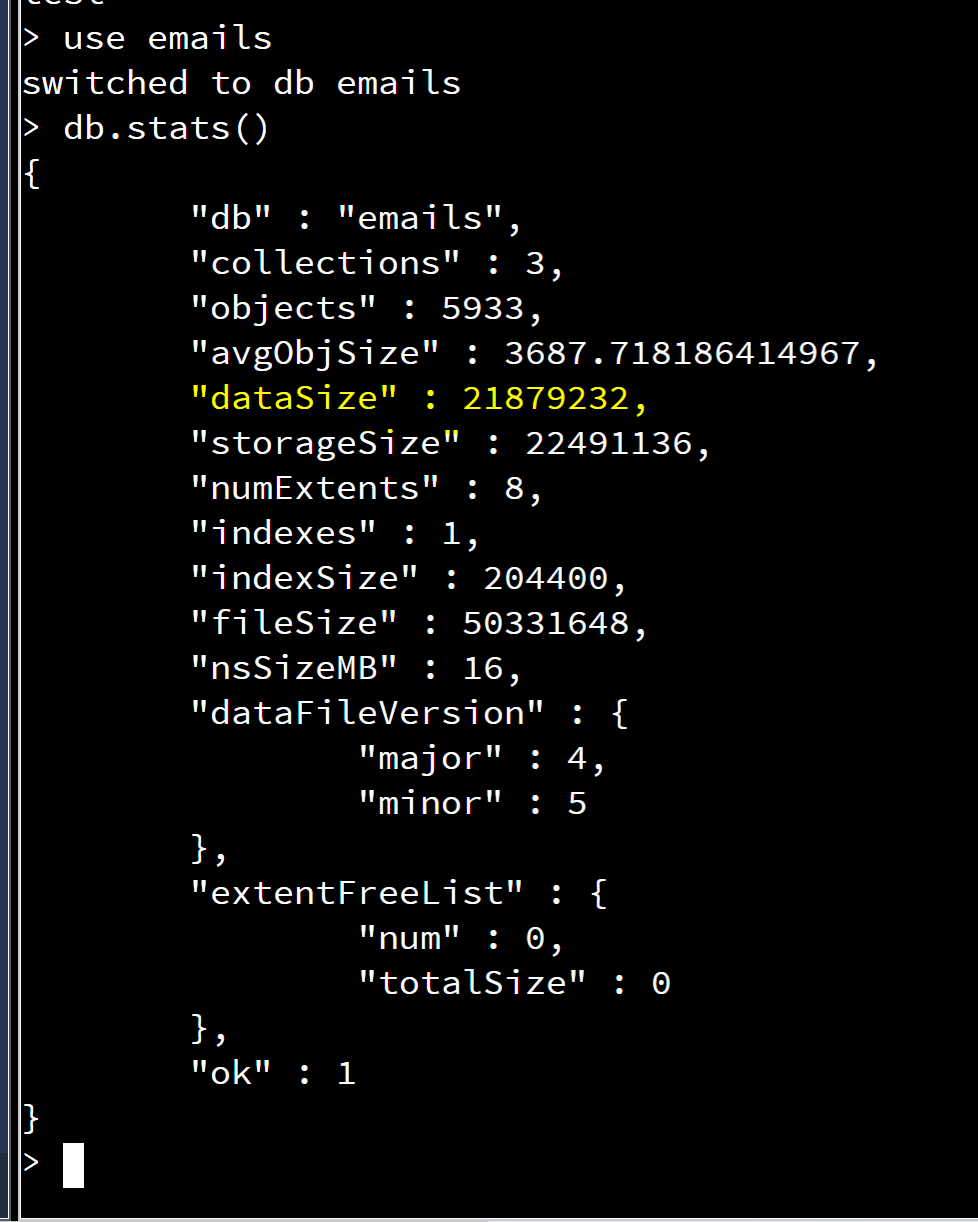 test
> use emails
switched to db emails
> db.stats()
{
        "db" : "emails",
        "collections" : 3,
        "objects" : 5933,
        "avgObjSize" : 3687.718186414967,
        "dataSize" : 21879232,
        "storageSize" : 22491136,
        "numExtents" : 8,
        "indexes" : 1,
        "indexSize" : 204400,
        "fileSize" : 50331648,
        "nsSizeMB" : 16,
        "dataFileVersion" : {
                "major" : 4,
                "minor" : 5
        },
        "extentFreeList" : {
                "num" : 0,
                "totalSize" : 0
        },
        "ok" : 1
}
>